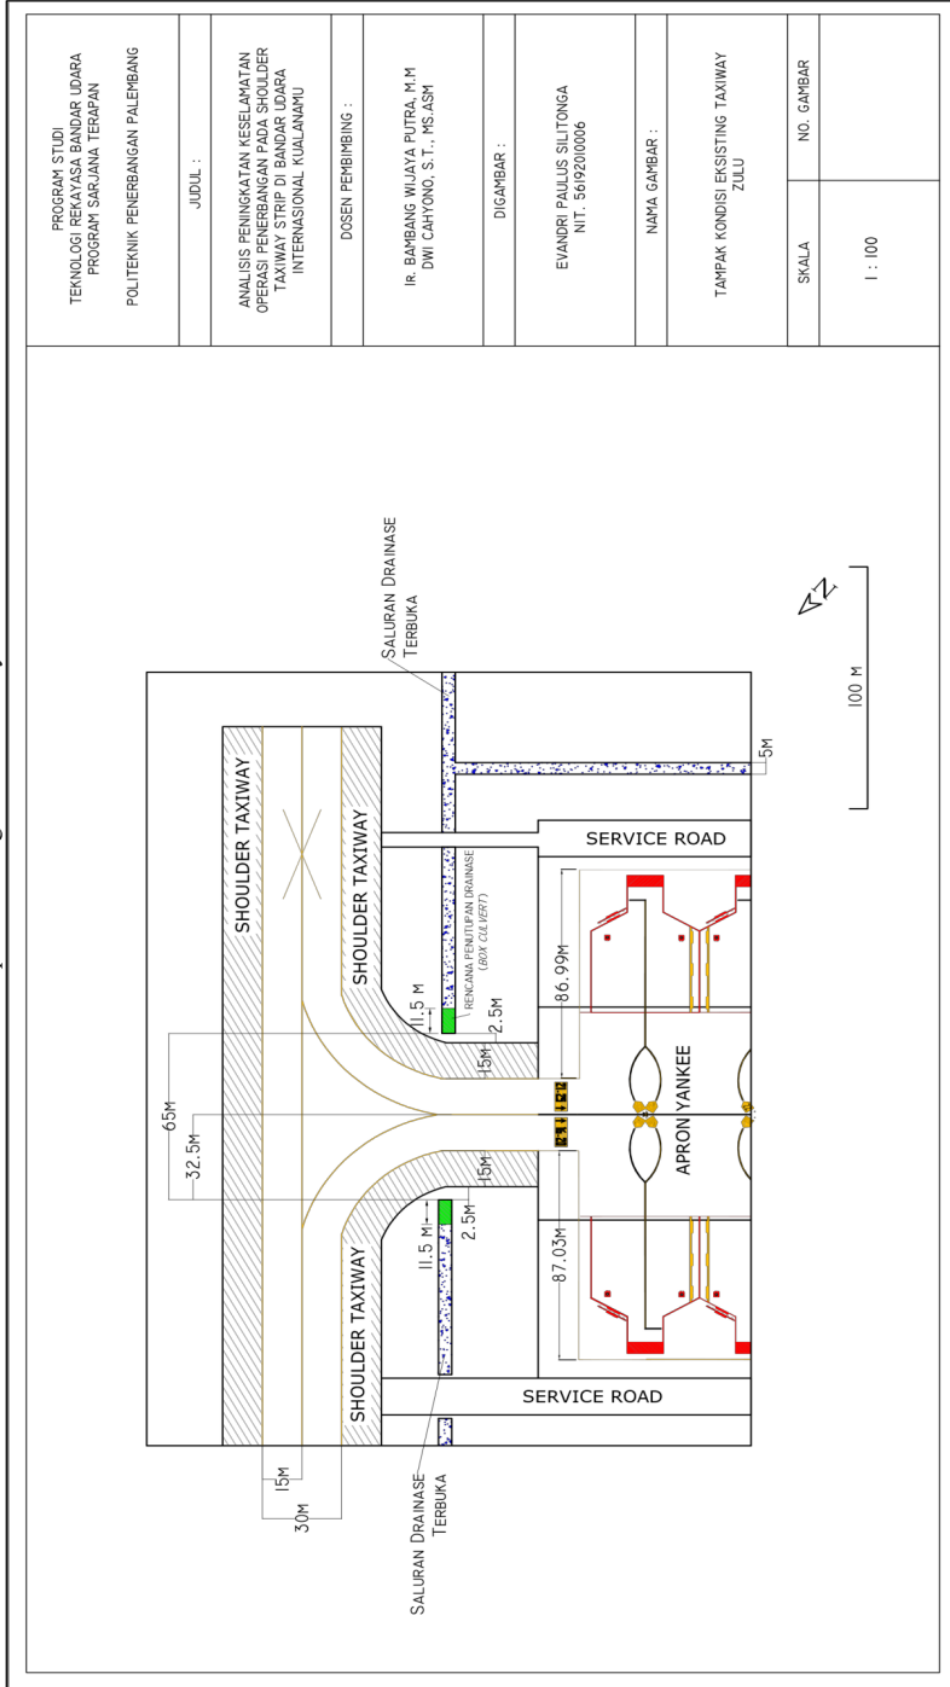 PROGRAM STUDI
TEKNOLOGI REKAYASA BANDAR UDARA
PROGRAM SARJANA TERAPAN
POLITEKNIK PENERBANGAN PALEMBANG
JUDUL :
ANALISIS PENINGKATAN KESELAMATAN
OPERASI PENERBANGAN PADA SHOULDER
TAXIWAY STRIP DI BANDAR UDARA
INTERNASIONAL KUALANAMU
DOSEN PEMBIMBING :
IR. BAMBANG WIJAYA PUTRA, M.M
DWI CAHYONO, S.T., MS.ASM
DIGAMBAR :
EVANDRI PAULUS SILITONGA
NIT. 56192010006
NAMA GAMBAR :
TAMPAK KONDISI EKSISTING TAXIWAY
ZULU
SKALA
NO. GAMBAR
1 : 100
SALURAN DRAINASE
TERBUKA
SHOULDER TAXIWAY
SHOULDER TAXIWAY
SHOULDER TAXIWAY
SERVICE ROAD
SERVICE ROAD
RENCANA PENUTUPAN DRAINASE
(BOX CULVERT)
APRON YANKEE
65M
32.5M
11.5 M
2.5M
15M
15M
11.5 M
2.5M
86.99M
87.03M
15M
30M
5M
N
100 M
SALURAN DRAINASE
TERBUKA